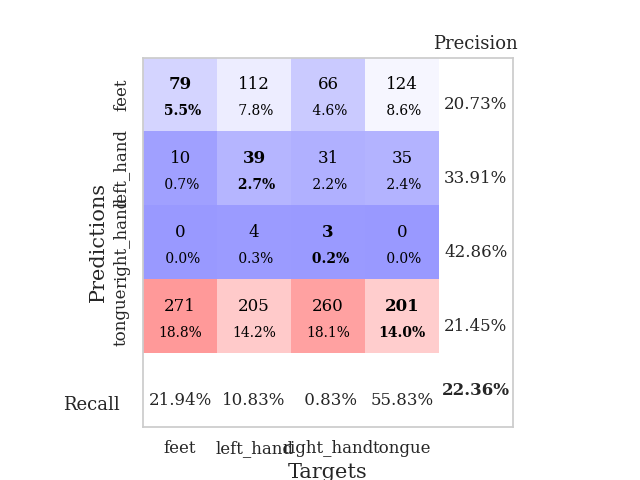 Precision
feet
79 112 66 124
5.5% 7.8% 4.6% 8.6%
20.73%
left_hand
10 39 31 35
0.7% 2.7% 2.2% 2.4%
33.91%
right_hand
0 4 3 0
0.0% 0.3% 0.2% 0.0%
42.86%
tongue
271 205 260 201
18.8% 14.2% 18.1% 14.0%
21.45%
Predictions
Recall
21.94% 10.83% 0.83% 55.83%
22.36%
feet left_hand right_hand tongue
Targets